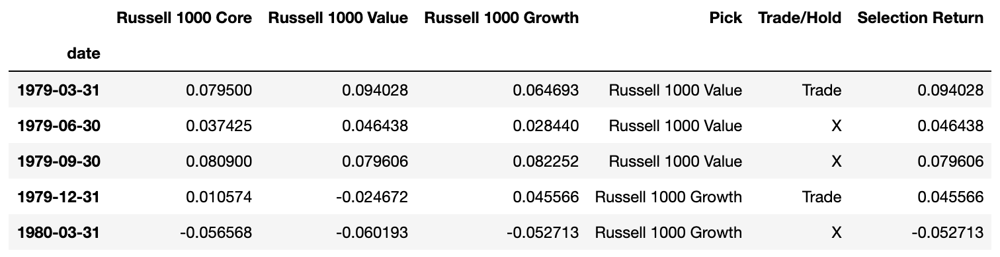 Russell 1000 Core Russell 1000 Value Russell 1000 Growth Pick Trade/Hold Selection Return
date
1979-03-31 0.079500 0.094028 0.064693 Russell 1000 Value Trade 0.094028
1979-06-30 0.037425 0.046438 0.028440 Russell 1000 Value X 0.046438
1979-09-30 0.080900 0.079606 0.082252 Russell 1000 Value X 0.079606
1979-12-31 0.010574 -0.024672 0.045566 Russell 1000 Growth Trade 0.045566
1980-03-31 -0.056568 -0.060193 -0.052713 Russell 1000 Growth X -0.052713